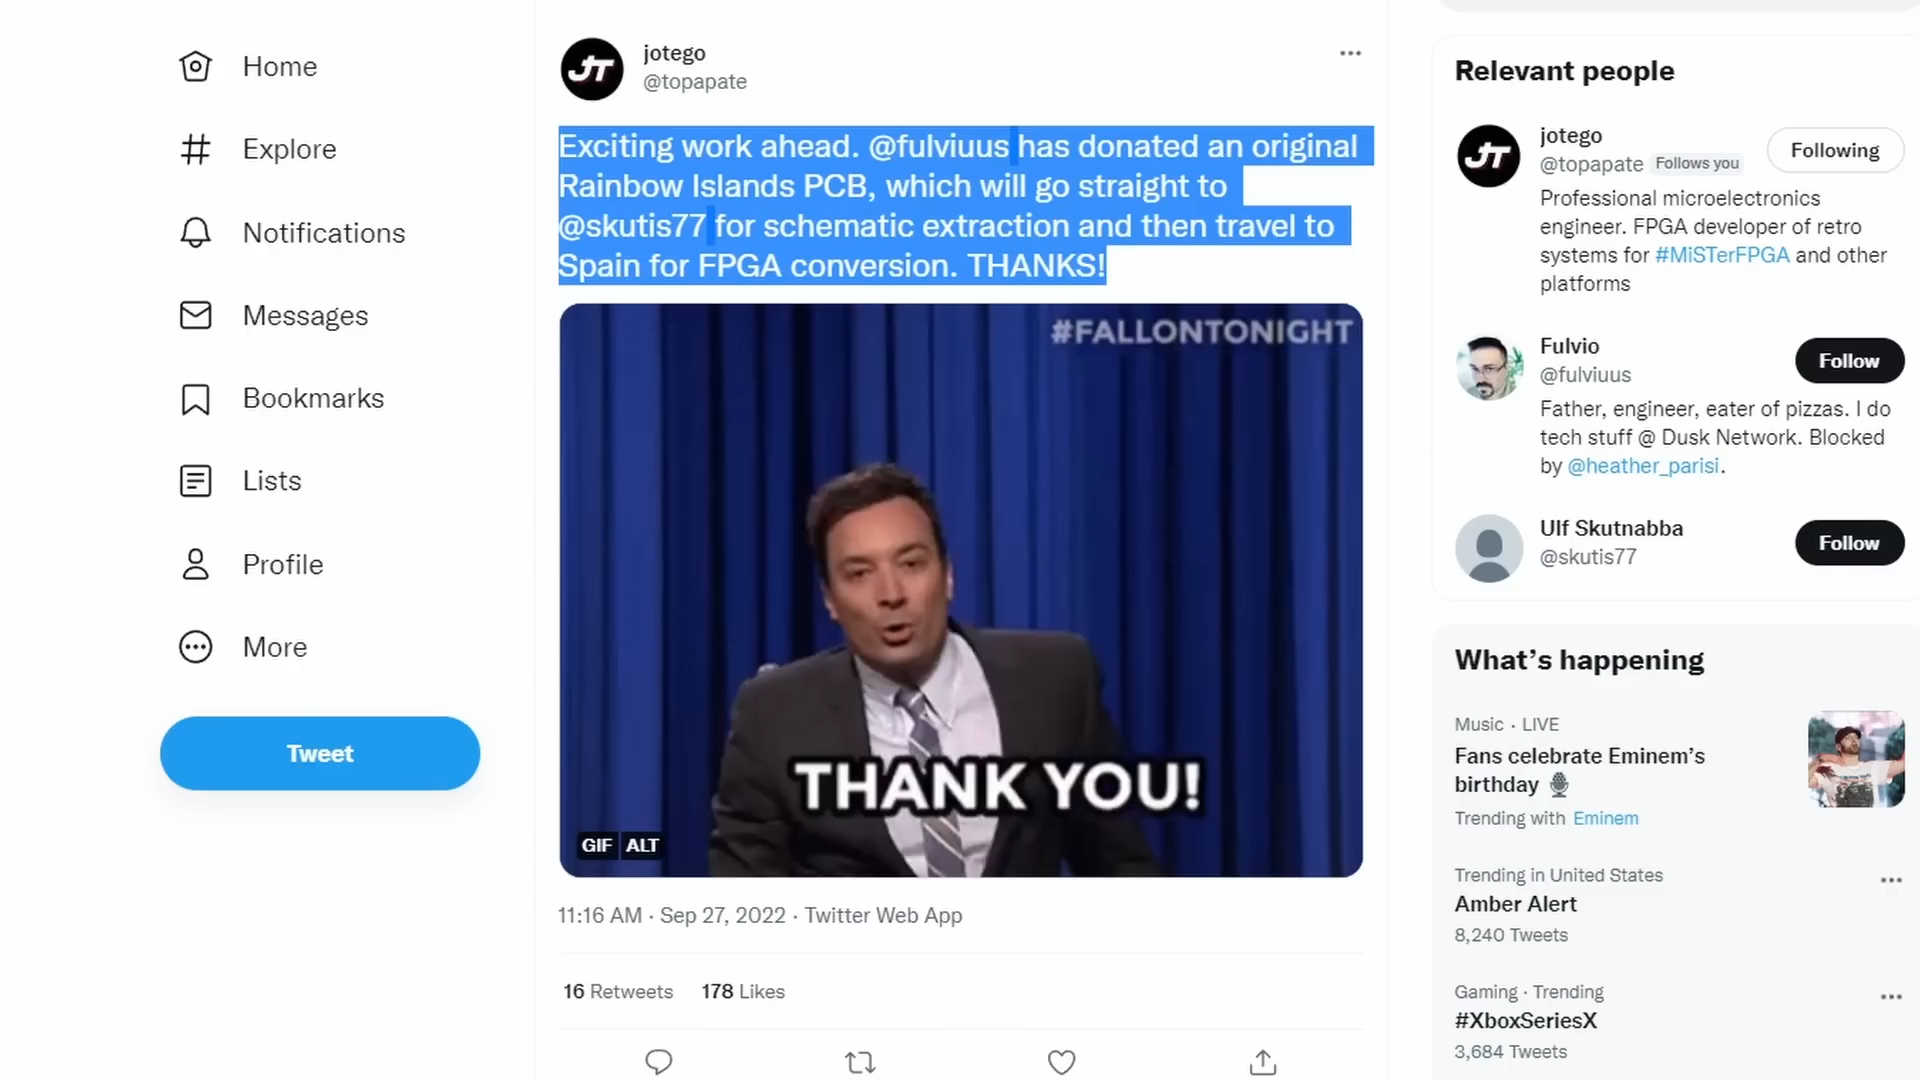 Home
Explore
Notifications
Messages
Bookmarks
Lists
Profile
More
Tweet
JT
jotego
@topapate
Exciting work ahead. @fulviuus has donated an original
Rainbow Islands PCB, which will go straight to
@skutis77 for schematic extraction and then travel to
Spain for FPGA conversion. THANKS!
#FALLONTONIGHT
THANK YOU!
GIF ALT
11:16 AM · Sep 27, 2022 · Twitter Web App
16 Retweets 178 Likes
Relevant people
JT
jotego
@topapate Follows you
Following
Professional microelectronics
engineer. FPGA developer of retro
systems for #MiSTerFPGA and other
platforms
Fulvio
@fulviuus
Follow
Father, engineer, eater of pizzas. I do
tech stuff @ Dusk Network. Blocked
by @heather_parisi.
Ulf Skutnabba
@skutis77
Follow
What's happening
Music · LIVE
Fans celebrate Eminem's
birthday
Trending with Eminem
Trending in United States
Amber Alert
8,240 Tweets
Gaming · Trending
#XboxSeriesX
3,684 Tweets